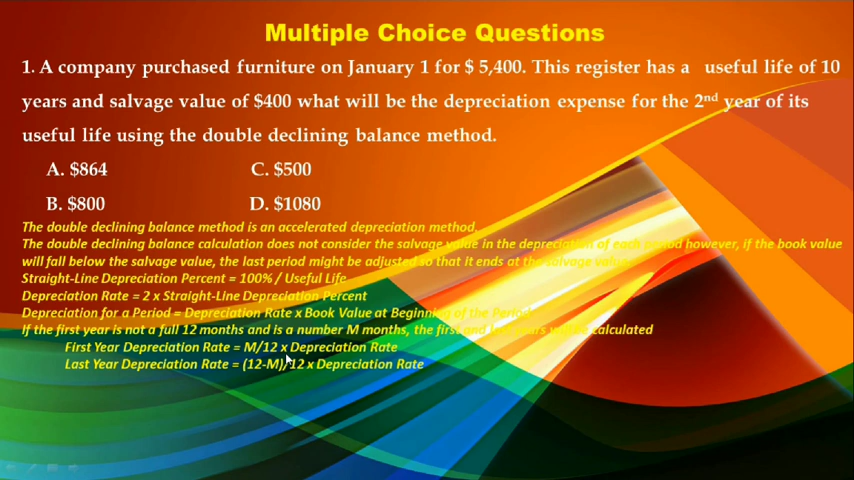 Multiple Choice Questions
1. A company purchased furniture on January 1 for $ 5,400. This register has a useful life of 10
years and salvage value of $400 what will be the depreciation expense for the 2nd year of its
useful life using the double declining balance method.
A. $864 C. $500
B. $800 D. $1080
The double declining balance method is an accelerated depreciation method.
The double declining balance calculation does not consider the salvage value in the depreciation of each period however, if the book value
will fall below the salvage value, the last period might be adjusted so that it ends at the salvage value.
Straight-Line Depreciation Percent = 100% / Useful Life
Depreciation Rate = 2 x Straight-Line Depreciation Percent
Depreciation for a Period = Depreciation Rate x Book Value at Beginning of the Period
If the first year is not a full 12 months and is a number M months, the first and last years will be calculated
First Year Depreciation Rate = M/12 x Depreciation Rate
Last Year Depreciation Rate = (12-M)/12 x Depreciation Rate